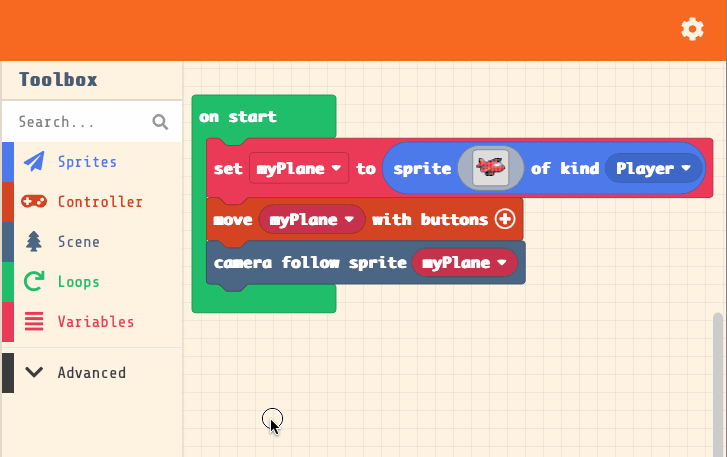 Toolbox
Search...
Sprites
Controller
Scene
Loops
Variables
Advanced
on start
set myPlane to sprite of kind Player
move myPlane with buttons
camera follow sprite myPlane